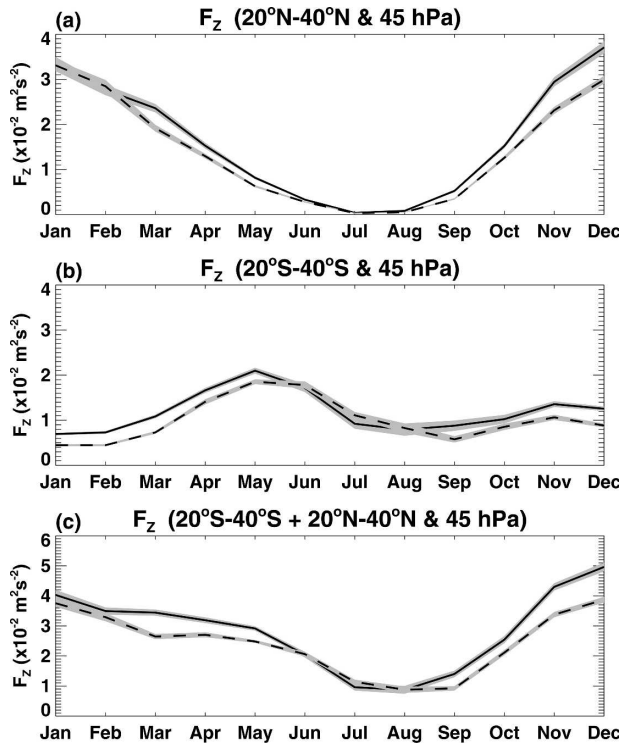 (a) F_Z (20°N-40°N & 45 hPa)
F_Z (x10⁻² m²s⁻²)
4
3
2
1
0
Jan Feb Mar Apr May Jun Jul Aug Sep Oct Nov Dec
(b) F_Z (20°S-40°S & 45 hPa)
F_Z (x10⁻² m²s⁻²)
4
3
2
1
0
Jan Feb Mar Apr May Jun Jul Aug Sep Oct Nov Dec
(c) F_Z (20°S-40°S + 20°N-40°N & 45 hPa)
F_Z (x10⁻² m²s⁻²)
6
5
4
3
2
1
0
Jan Feb Mar Apr May Jun Jul Aug Sep Oct Nov Dec